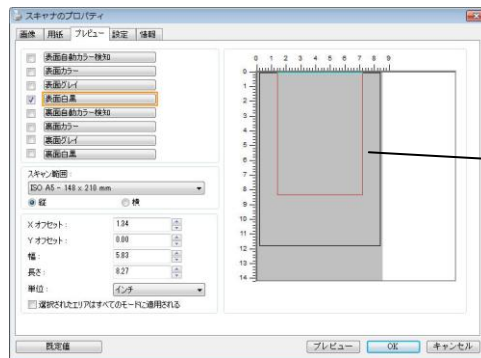 スキャナのプロパティ
画像 用紙 プレビュー 設定 情報
表面自動カラー検知
表面カラー
表面グレイ
表面白黒
裏面自動カラー検知
裏面カラー
裏面グレイ
裏面白黒
スキャン範囲:
ISO A5 - 148 x 210 mm
縦 横
X オフセット: 1.34
Y オフセット: 0.00
幅: 5.83
長さ: 8.27
単位: インチ
選択されたエリアはすべてのモードに適用される
0 1 2 3 4 5 6 7 8 9
0
1
2
3
4
5
6
7
8
9
10
11
12
13
14
既定値 プレビュー OK キャンセル